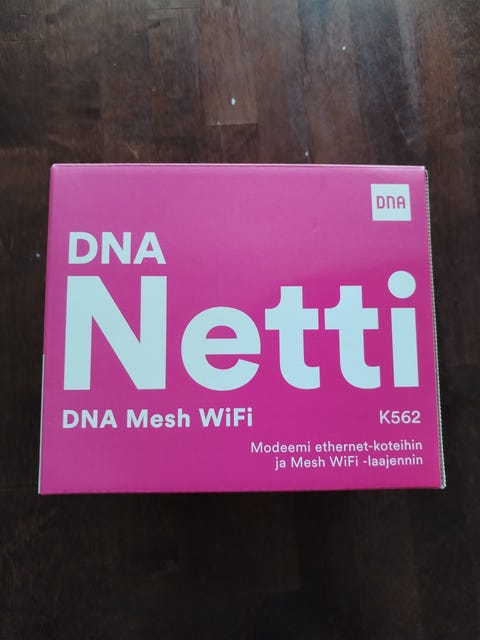 DNA
DNA
Netti
DNA Mesh WiFi
K562
Modeemi ethernet-koteihin
ja Mesh WiFi -laajennin